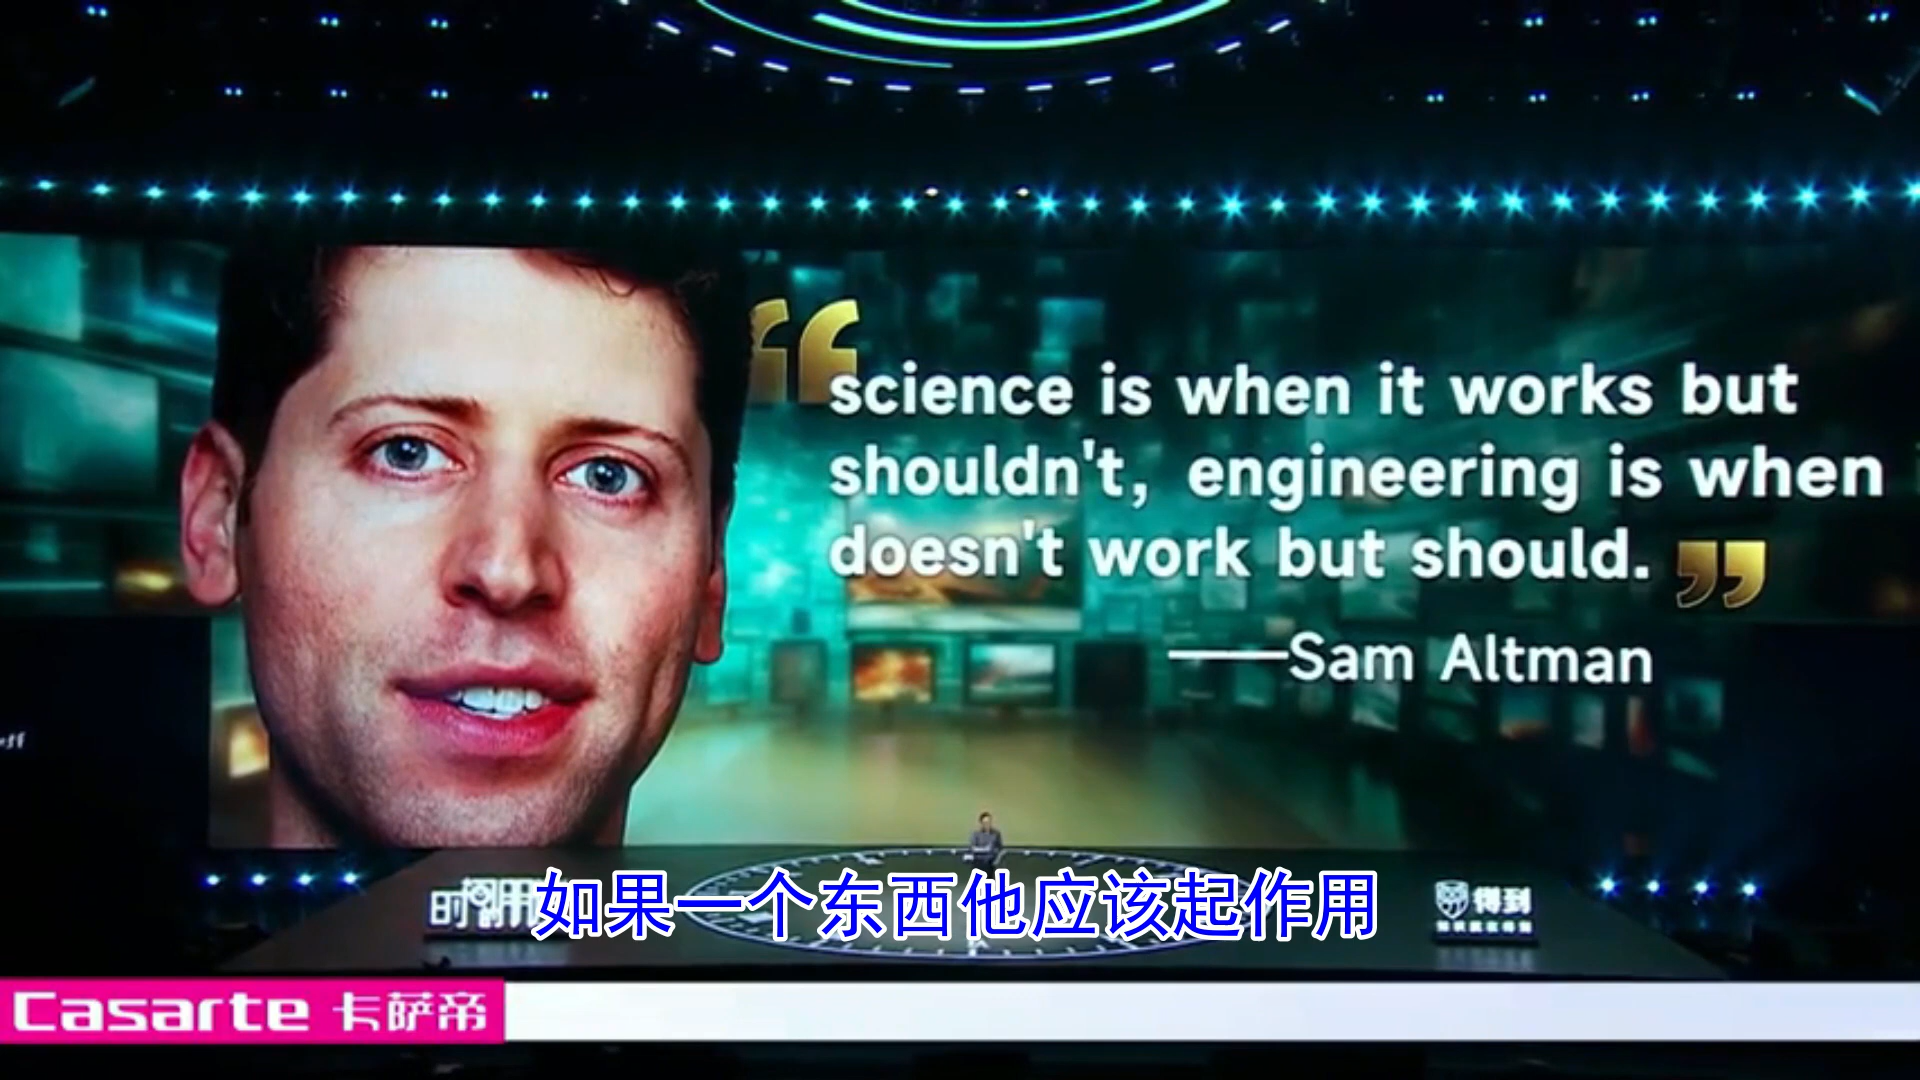 science is when it works but
shouldn't, engineering is when
doesn't work but should.
——Sam Altman
如果一个东西他应该起作用
得到
Casarte 卡萨帝